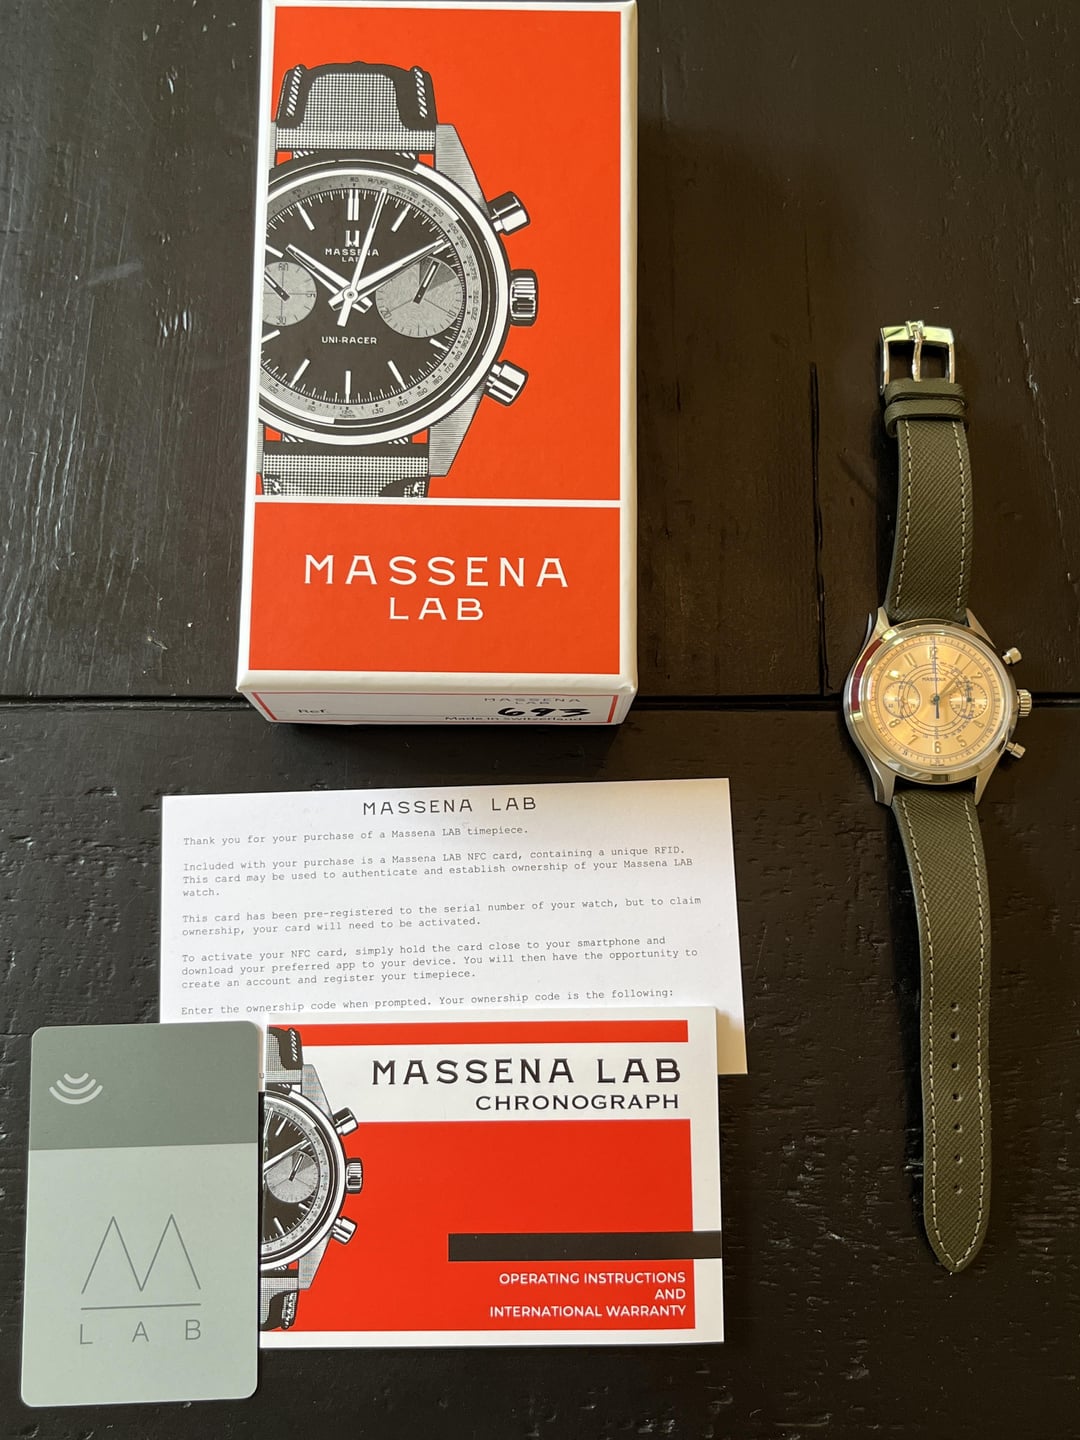 MASSENA
LAB
UNI-RACER
MASSENA
LAB
MASSENA
LAB
Ref.
693
Made in Switzerland
MASSENA
12
6
MASSENA LAB
Thank you for your purchase of a Massena LAB timepiece.
Included with your purchase is a Massena LAB NFC card, containing a unique RFID.
This card may be used to authenticate and establish ownership of your Massena LAB
watch.
This card has been pre-registered to the serial number of your watch, but to claim
ownership, your card will need to be activated.
To activate your NFC card, simply hold the card close to your smartphone and
download your preferred app to your device. You will then have the opportunity to
create an account and register your timepiece.
Enter the ownership code when prompted. Your ownership code is the following:
MASSENA LAB
CHRONOGRAPH
OPERATING INSTRUCTIONS
AND
INTERNATIONAL WARRANTY
M
LAB